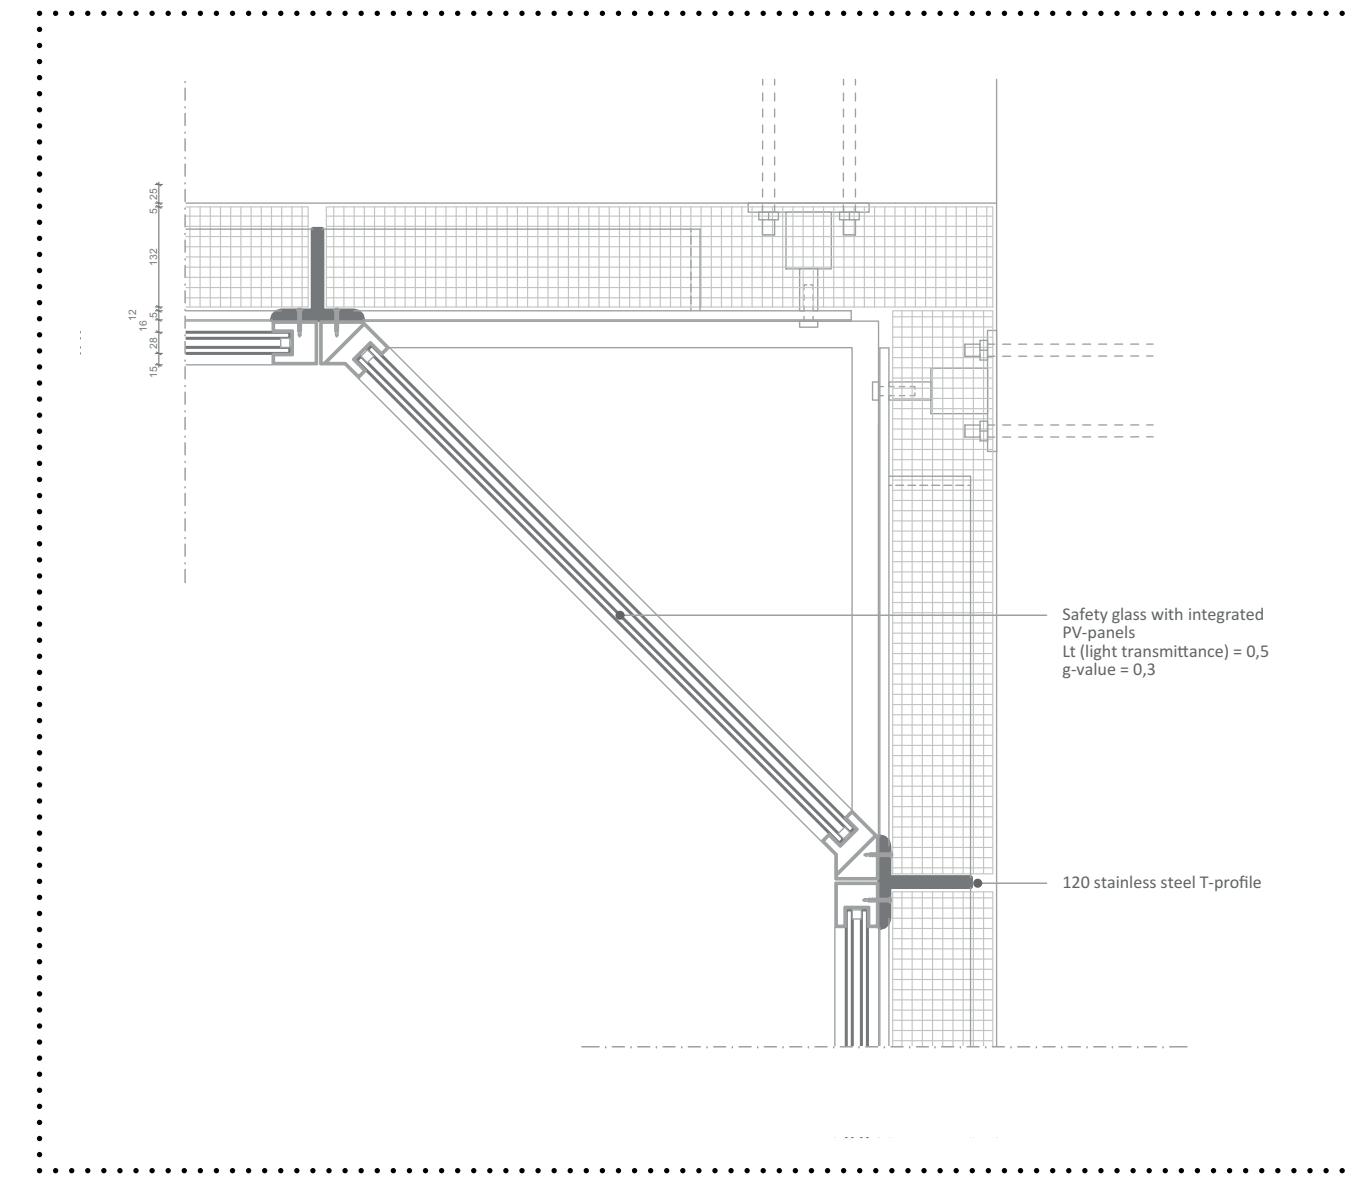 25
5
132
12
5
16
28
15
Safety glass with integrated
PV-panels
Lt (light transmittance) = 0,5
g-value = 0,3
120 stainless steel T-profile